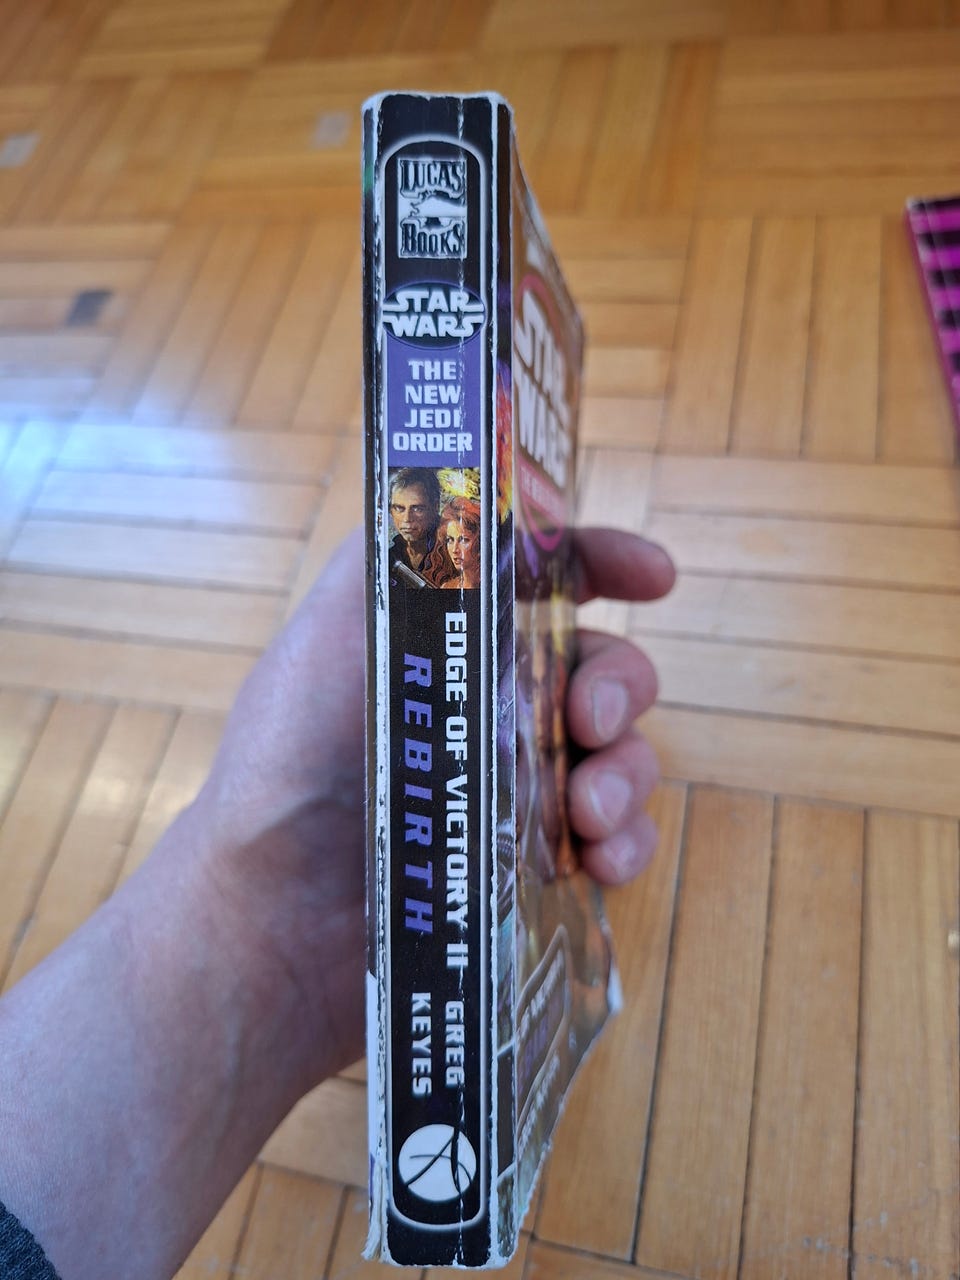 LUCAS
BOOKS
STAR
WARS
THE
NEW
JEDI
ORDER
EDGE OF VICTORY II
REBIRTH
GREG
KEYES
STAR
WARS